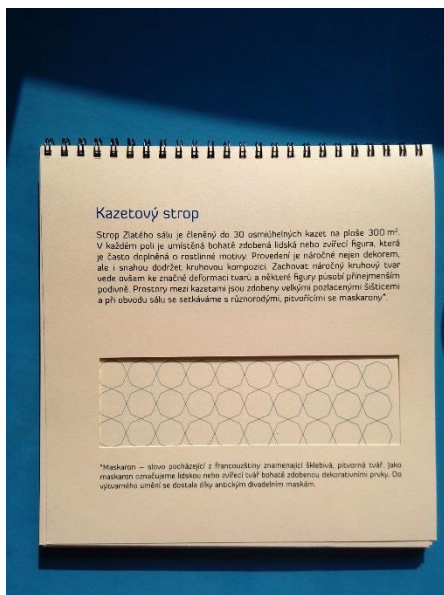 Kazetový strop
Strop Zlatého sálu je členěný do 30 osmiúhelných kazet na ploše 300 m².
V každém poli je umístěná bohatě zdobená lidská nebo zvířecí figura, která
je často doplněná o rostlinné motivy. Provedení je náročné nejen dekorem,
ale i snahou dodržet kruhovou kompozici. Zachovat náročný kruhový tvar
vede ovšem ke značné deformaci tvarů a některé figury působí přinejmenším
podivně. Prostory mezi kazetami jsou zdobeny velkými pozlacenými šišticemi
a při obvodu sálu se setkáváme s různorodými, pitvořícími se maskarony*.
*Maskaron – slovo pocházející z francouzštiny znamenající šklebivá, pitvorná tvář. Jako
maskaron označujeme lidskou nebo zvířecí tvář bohatě zdobenou dekorativními prvky. Do
výtvarného umění se dostala díky antickým divadelním maskám.